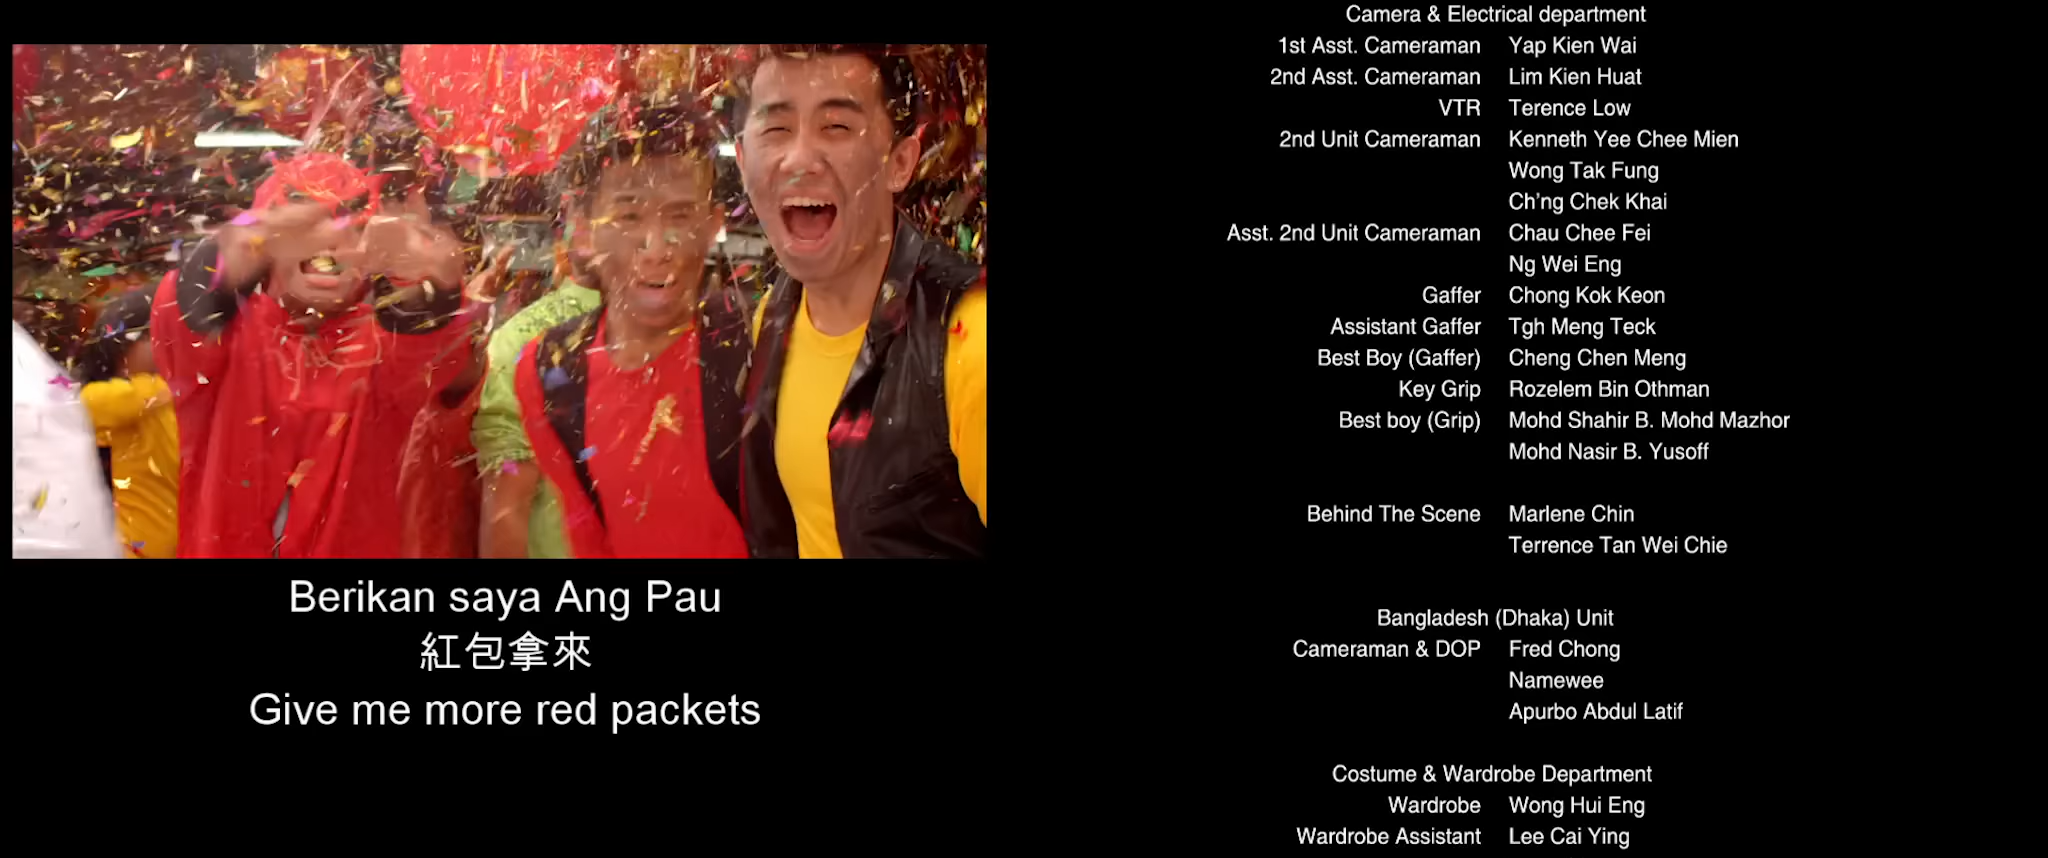 Berikan saya Ang Pau
紅包拿來
Give me more red packets
Camera & Electrical department
1st Asst. Cameraman Yap Kien Wai
2nd Asst. Cameraman Lim Kien Huat
VTR Terence Low
2nd Unit Cameraman Kenneth Yee Chee Mien
Wong Tak Fung
Ch'ng Chek Khai
Asst. 2nd Unit Cameraman Chau Chee Fei
Ng Wei Eng
Gaffer Chong Kok Keon
Assistant Gaffer Tgh Meng Teck
Best Boy (Gaffer) Cheng Chen Meng
Key Grip Rozelem Bin Othman
Best boy (Grip) Mohd Shahir B. Mohd Mazhor
Mohd Nasir B. Yusoff
Behind The Scene Marlene Chin
Terrence Tan Wei Chie
Bangladesh (Dhaka) Unit
Cameraman & DOP Fred Chong
Namewee
Apurbo Abdul Latif
Costume & Wardrobe Department
Wardrobe Wong Hui Eng
Wardrobe Assistant Lee Cai Ying